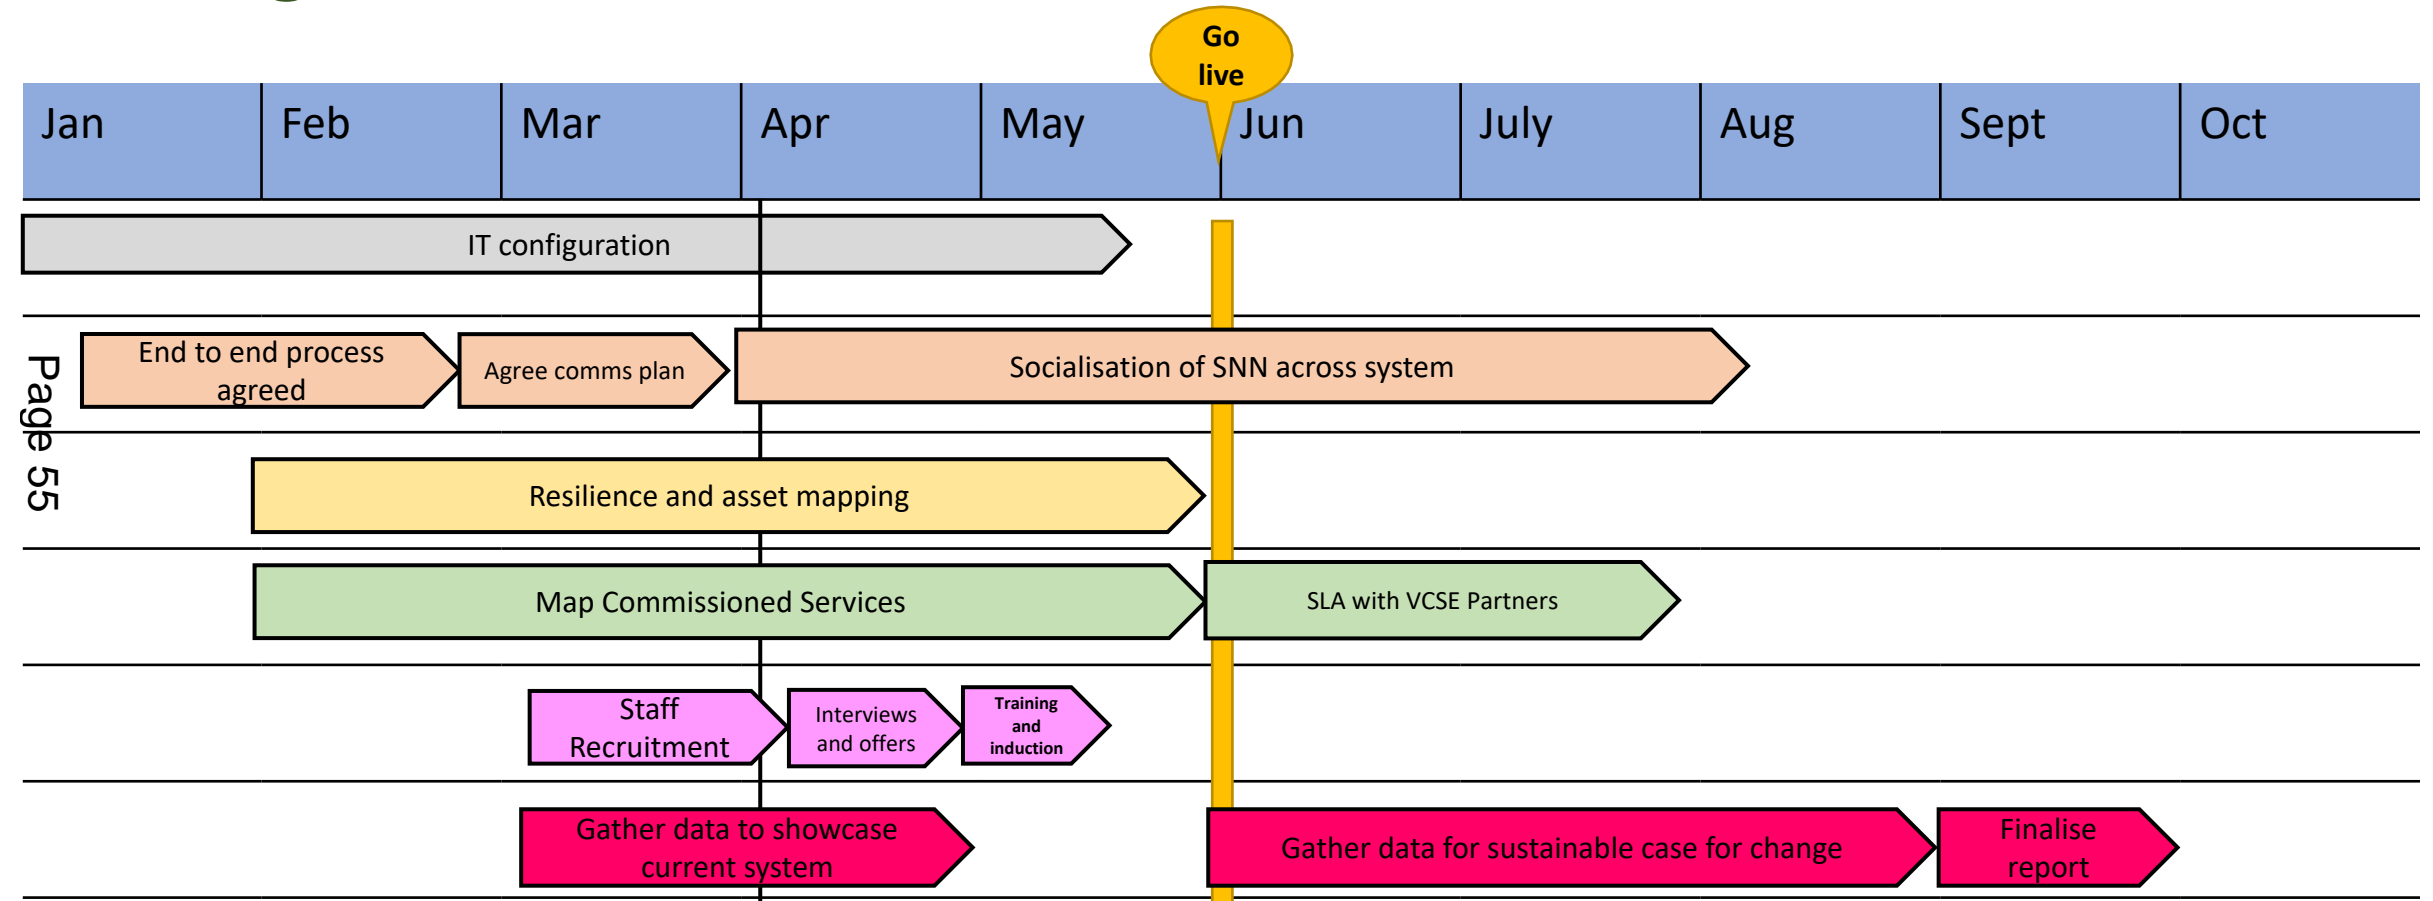 Go
live
Jan
Feb
Mar
Apr
May
Jun
July
Aug
Sept
Oct
IT configuration
End to end process
agreed
Agree comms plan
Socialisation of SNN across system
Page 55
Resilience and asset mapping
Map Commissioned Services
SLA with VCSE Partners
Staff
Recruitment
Interviews
and offers
Training
and
induction
Gather data to showcase
current system
Gather data for sustainable case for change
Finalise
report